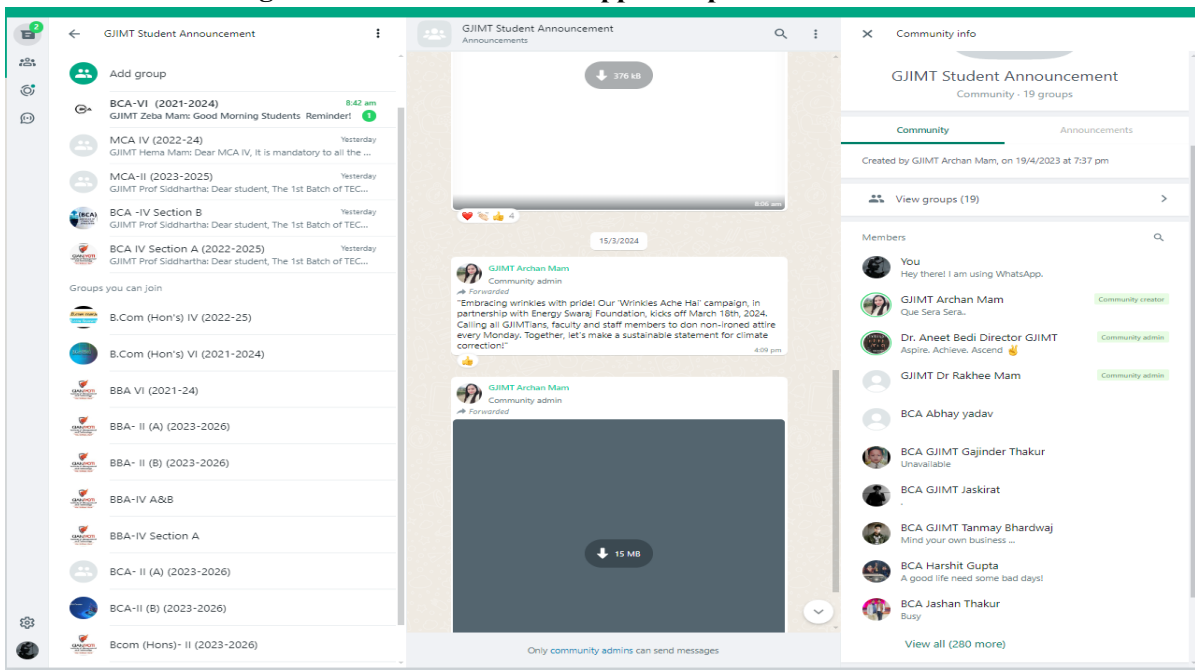 2
GJIMT Student Announcement
Add group
BCA-VI (2021-2024)
8:42 am
GJIMT Zeba Mam: Good Morning Students Reminder!
1
MCA IV (2022-24)
Yesterday
GJIMT Hema Mam: Dear MCA IV, It is mandatory to all the ...
MCA-II (2023-2025)
Yesterday
GJIMT Prof Siddhartha: Dear student, The 1st Batch of TEC...
BCA -IV Section B
Yesterday
GJIMT Prof Siddhartha: Dear student, The 1st Batch of TEC...
BCA IV Section A (2022-2025)
Yesterday
GJIMT Prof Siddhartha: Dear student, The 1st Batch of TEC...
Groups you can join
B.Com (Hon's) IV (2022-25)
B.Com (Hon's) VI (2021-2024)
BBA VI (2021-24)
BBA- II (A) (2023-2026)
BBA- II (B) (2023-2026)
BBA-IV A&B
BBA-IV Section A
BCA- II (A) (2023-2026)
BCA-II (B) (2023-2026)
Bcom (Hons)- II (2023-2026)
GJIMT Student Announcement
Announcements
376 kB
8:06 am
4
15/3/2024
GJIMT Archan Mam
Community admin
Forwarded
"Embracing wrinkles with pride! Our 'Wrinkles Ache Hai' campaign, in
partnership with Energy Swaraj Foundation, kicks off March 18th, 2024.
Calling all GJIMTians, faculty and staff members to don non-ironed attire
every Monday. Together, let's make a sustainable statement for climate
correction!"
4:09 pm
GJIMT Archan Mam
Community admin
Forwarded
15 MB
Only community admins can send messages
Community info
GJIMT Student Announcement
Community · 19 groups
Community
Announcements
Created by GJIMT Archan Mam, on 19/4/2023 at 7:37 pm
View groups (19)
Members
You
Hey there! I am using WhatsApp.
GJIMT Archan Mam
Community creator
Que Sera Sera..
Dr. Aneet Bedi Director GJIMT
Community admin
Aspire. Achieve. Ascend ✌
GJIMT Dr Rakhee Mam
Community admin
BCA Abhay yadav
BCA GJIMT Gajinder Thakur
Unavailable
BCA GJIMT Jaskirat
.
BCA GJIMT Tanmay Bhardwaj
Mind your own business ...
BCA Harshit Gupta
A good life need some bad days!
BCA Jashan Thakur
Busy
View all (280 more)